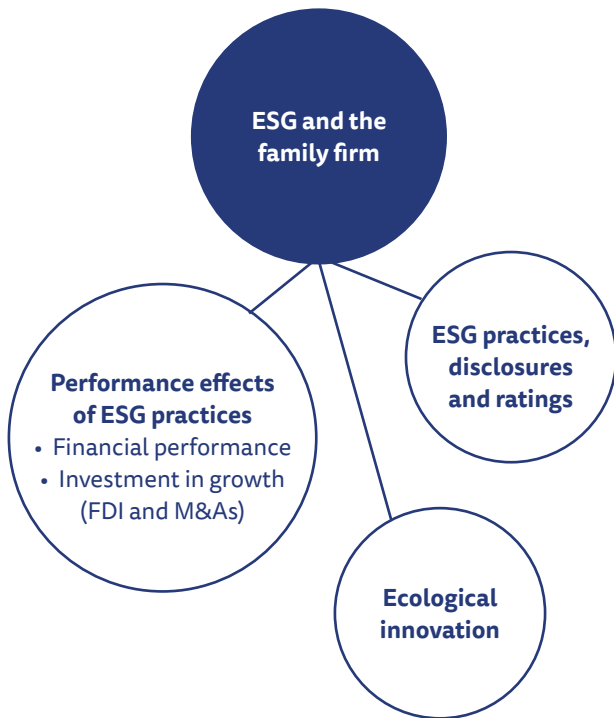 ESG and the
family firm
ESG practices,
disclosures
and ratings
Performance effects
of ESG practices
• Financial performance
• Investment in growth
(FDI and M&As)
Ecological
innovation